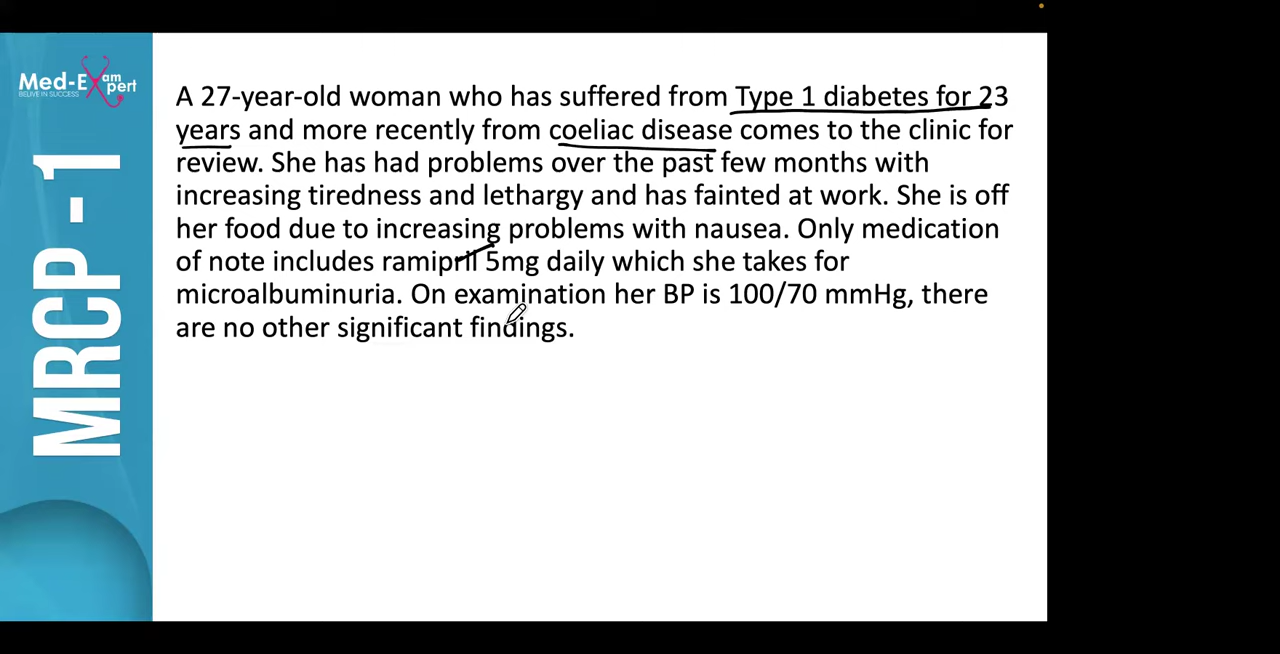 Med-Exam
pert
BELIVE IN SUCCESS
MRCP - 1
A 27-year-old woman who has suffered from Type 1 diabetes for 23
years and more recently from coeliac disease comes to the clinic for
review. She has had problems over the past few months with
increasing tiredness and lethargy and has fainted at work. She is off
her food due to increasing problems with nausea. Only medication
of note includes ramipril 5mg daily which she takes for
microalbuminuria. On examination her BP is 100/70 mmHg, there
are no other significant findings.